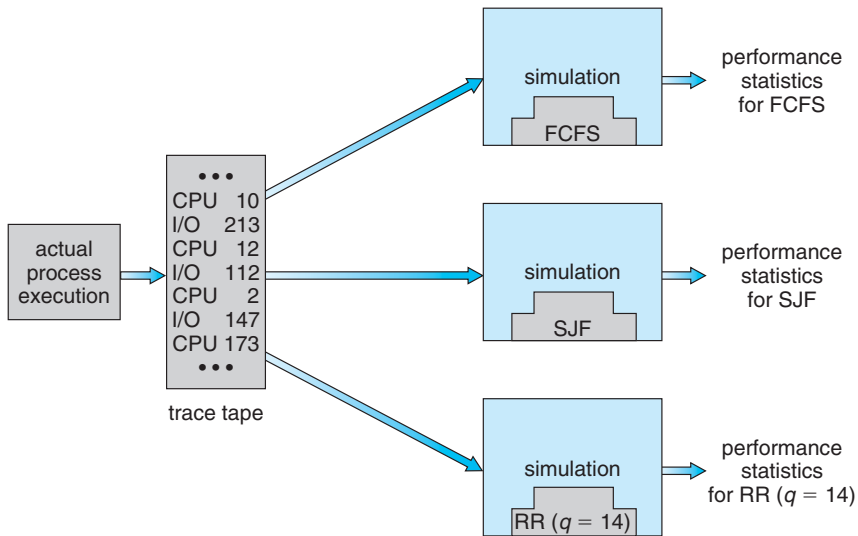 actual
process
execution
• • •
CPU 10
I/O 213
CPU 12
I/O 112
CPU 2
I/O 147
CPU 173
• • •
trace tape
simulation
FCFS
performance
statistics
for FCFS
simulation
SJF
performance
statistics
for SJF
simulation
RR (q = 14)
performance
statistics
for RR (q = 14)